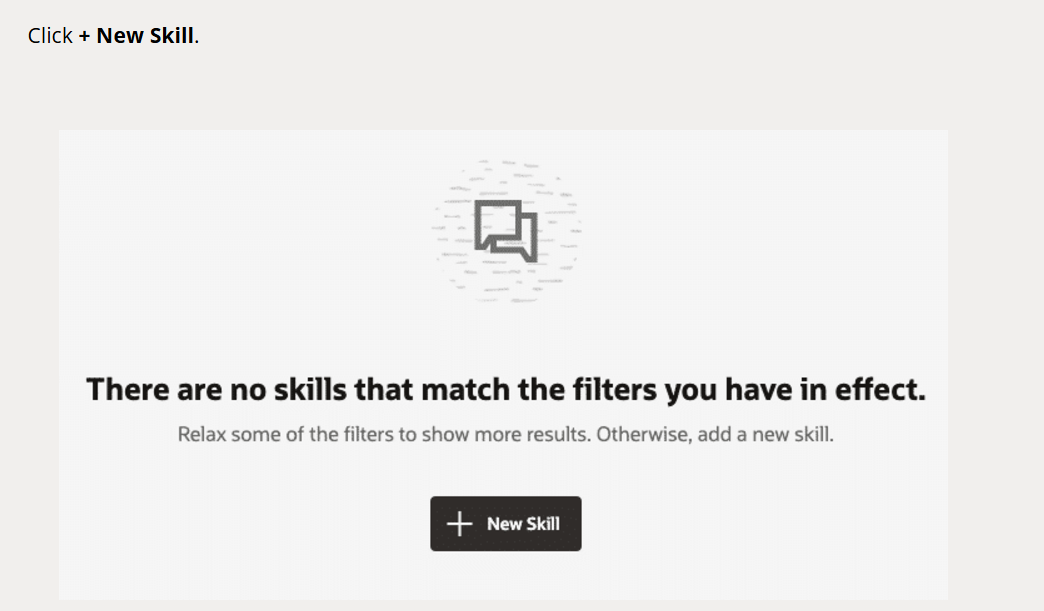 Click + New Skill.
There are no skills that match the filters you have in effect.
Relax some of the filters to show more results. Otherwise, add a new skill.
+ New Skill